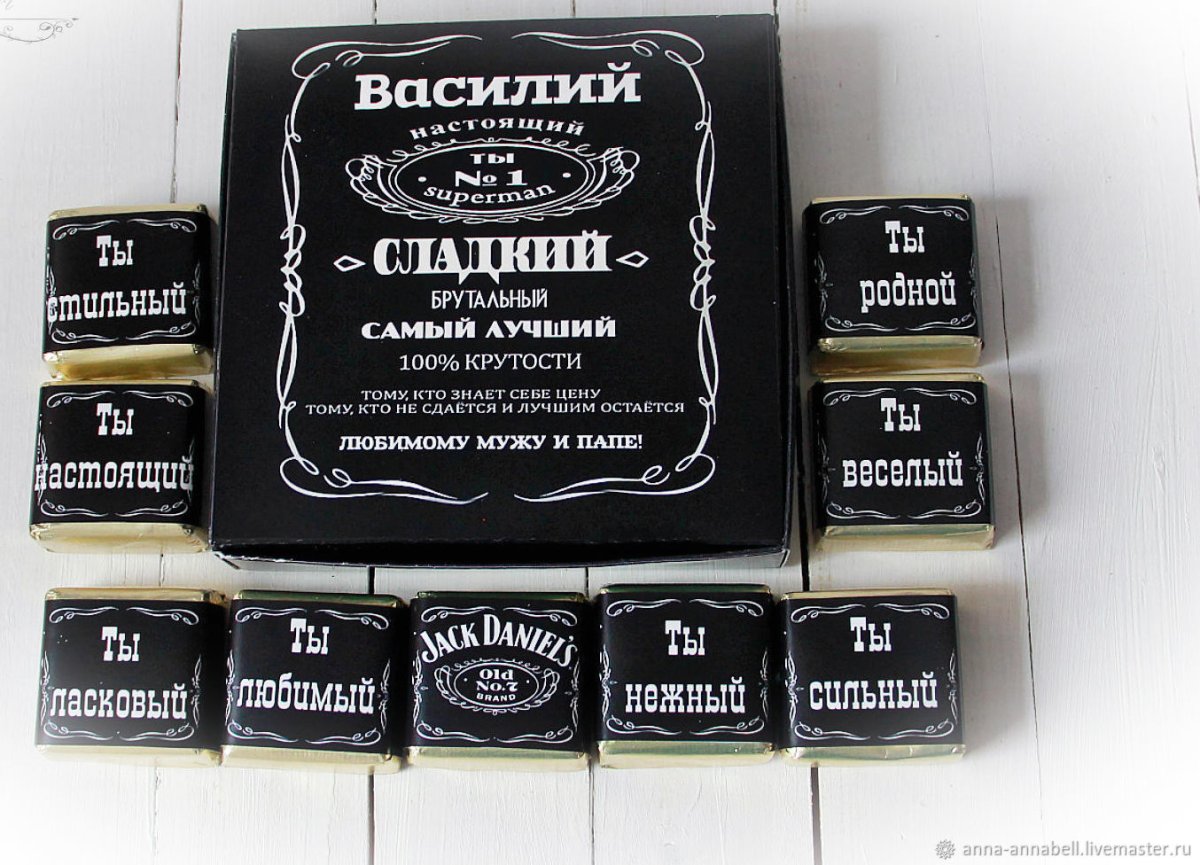 Василий
настоящий
ты
№1
superman
СЛАДКИЙ
БРУТАЛЬНЫЙ
САМЫЙ ЛУЧШИЙ
100% КРУТОСТИ
ТОМУ, КТО ЗНАЕТ СЕБЕ ЦЕНУ
ТОМУ, КТО НЕ СДАЁТСЯ И ЛУЧШИМ ОСТАЁТСЯ
ЛЮБИМОМУ МУЖУ И ПАПЕ!
Ты
стильный
Ты
родной
Ты
настоящий
Ты
веселый
Ты
ласковый
Ты
любимый
JACK DANIEL'S
Old
No.7
BRAND
Ты
нежный
Ты
сильный
anna-annabell.livemaster.ru